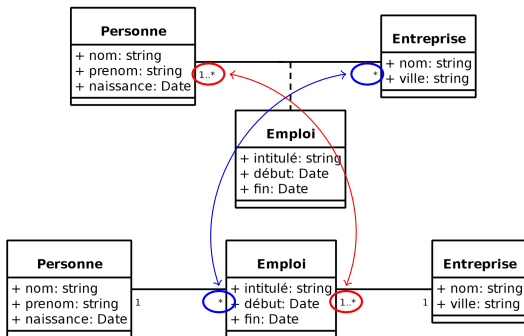 Personne
+ nom: string
+ prenom: string
+ naissance: Date
1..*
*
Entreprise
+ nom: string
+ ville: string
Emploi
+ intitulé: string
+ début: Date
+ fin: Date
Personne
+ nom: string
+ prenom: string
+ naissance: Date
1
*
Emploi
+ intitulé: string
+ début: Date
+ fin: Date
1..*
1
Entreprise
+ nom: string
+ ville: string